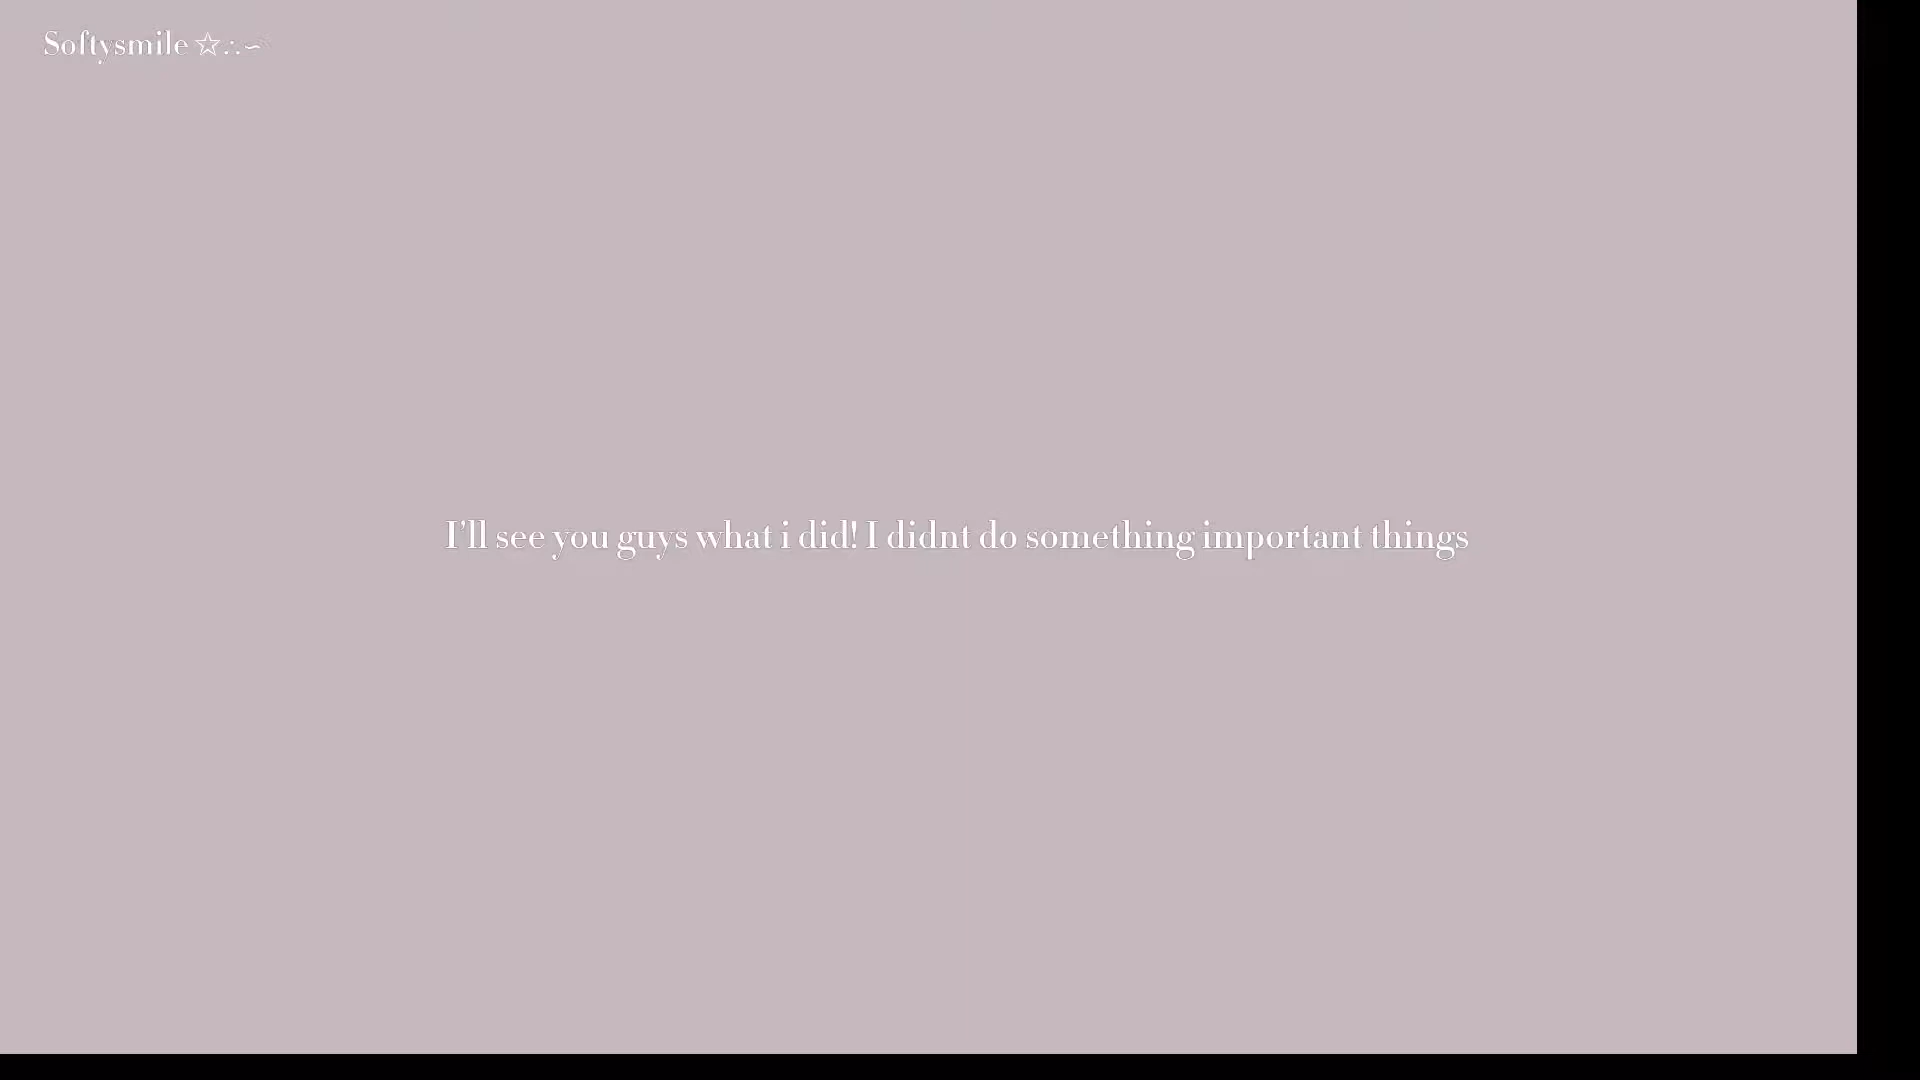 Softysmile ☆∴∽
I'll see you guys what i did! I didnt do something important things